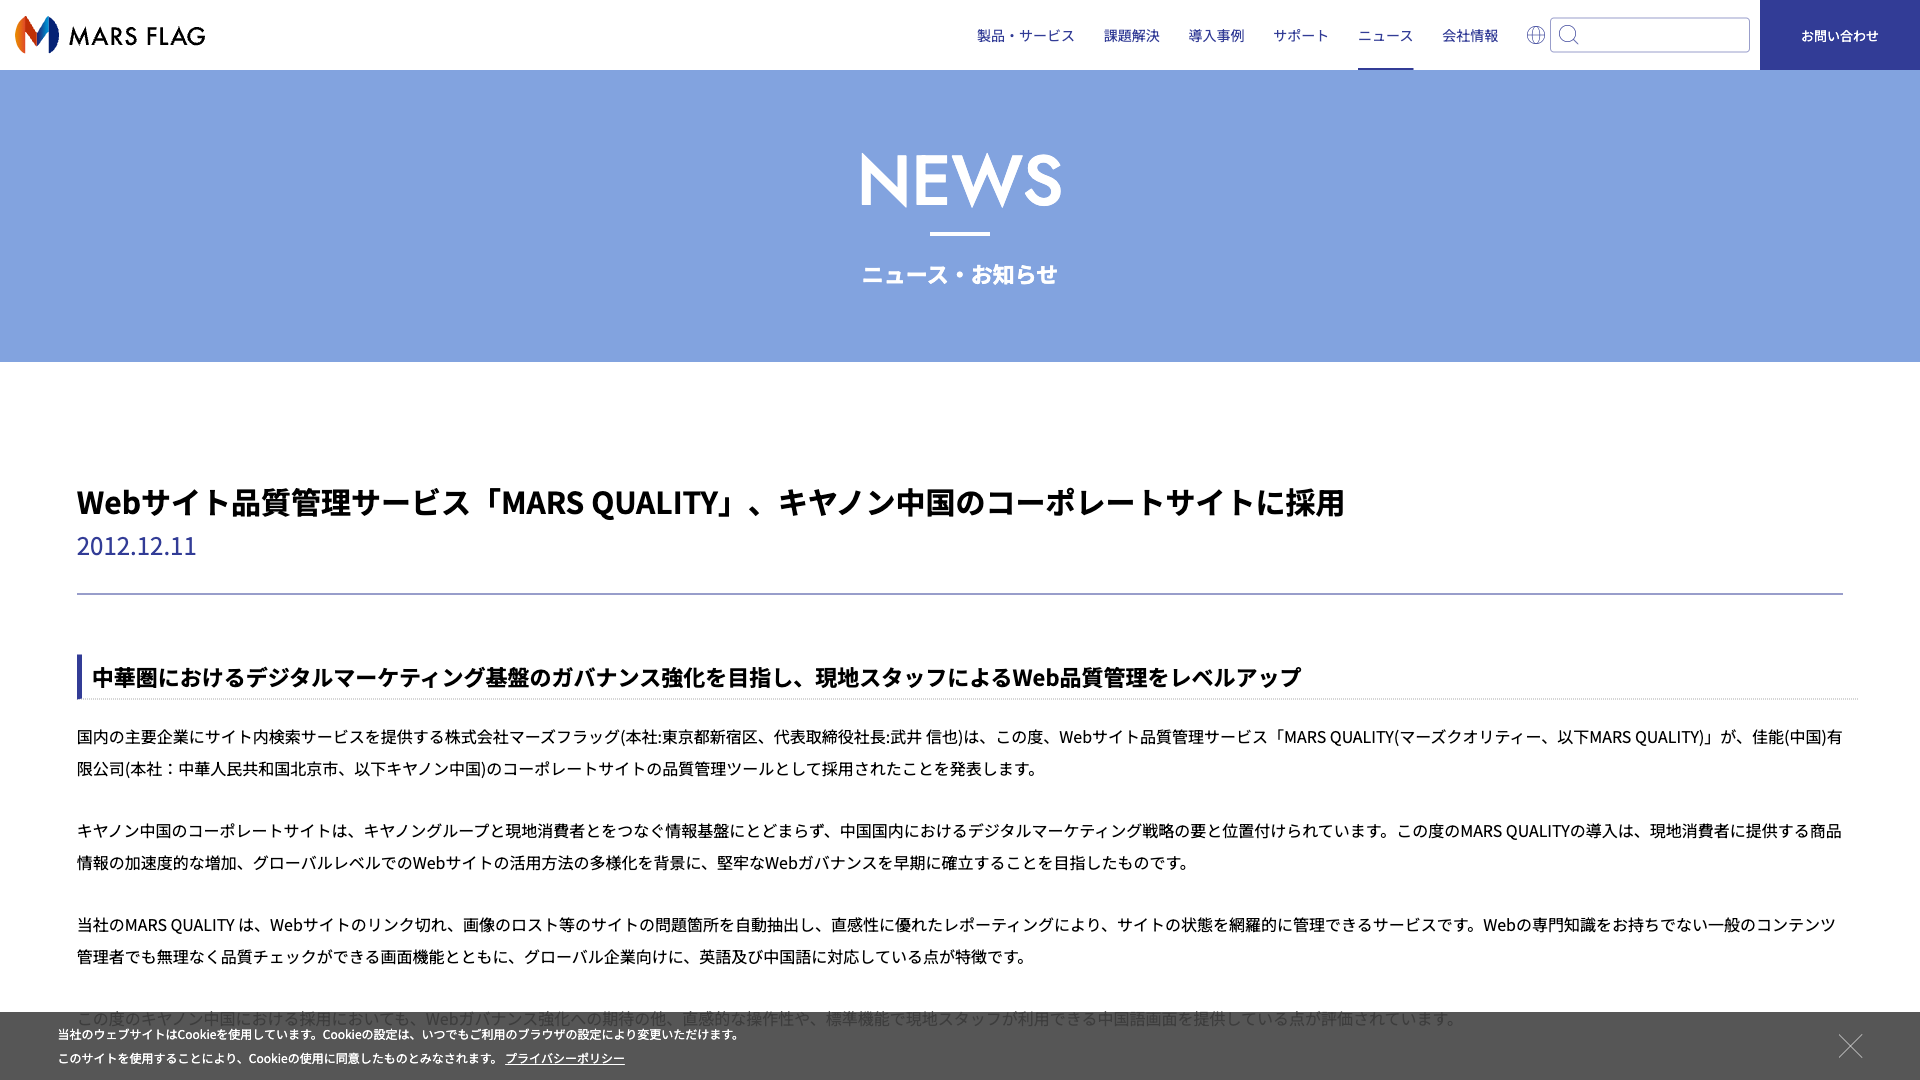 MARS FLAG
製品・サービス 課題解決 導入事例 サポート ニュース 会社情報 お問い合わせ
NEWS
ニュース・お知らせ
Webサイト品質管理サービス「MARS QUALITY」、キヤノン中国のコーポレートサイトに採用
2012.12.11
中華圏におけるデジタルマーケティング基盤のガバナンス強化を目指し、現地スタッフによるWeb品質管理をレベルアップ
国内の主要企業にサイト内検索サービスを提供する株式会社マーズフラッグ(本社:東京都新宿区、代表取締役社長:武井 信也)は、この度、Webサイト品質管理サービス「MARS QUALITY(マーズクオリティー、以下MARS QUALITY)」が、佳能(中国)有
限公司(本社：中華人民共和国北京市、以下キヤノン中国)のコーポレートサイトの品質管理ツールとして採用されたことを発表します。
キヤノン中国のコーポレートサイトは、キヤノングループと現地消費者とをつなぐ情報基盤にとどまらず、中国国内におけるデジタルマーケティング戦略の要と位置付けられています。この度のMARS QUALITYの導入は、現地消費者に提供する商品
情報の加速度的な増加、グローバルレベルでのWebサイトの活用方法の多様化を背景に、堅牢なWebガバナンスを早期に確立することを目指したものです。
当社のMARS QUALITY は、Webサイトのリンク切れ、画像のロスト等のサイトの問題箇所を自動抽出し、直感性に優れたレポーティングにより、サイトの状態を網羅的に管理できるサービスです。Webの専門知識をお持ちでない一般のコンテンツ
管理者でも無理なく品質チェックができる画面機能とともに、グローバル企業向けに、英語及び中国語に対応している点が特徴です。
この度のキヤノン中国における採用においても、Webガバナンス強化への期待の他、直感的な操作性や、標準機能で現地スタッフが利用できる中国語画面を提供している点が評価されています。
当社のウェブサイトはCookieを使用しています。Cookieの設定は、いつでもご利用のブラウザの設定により変更いただけます。
このサイトを使用することにより、Cookieの使用に同意したものとみなされます。 プライバシーポリシー